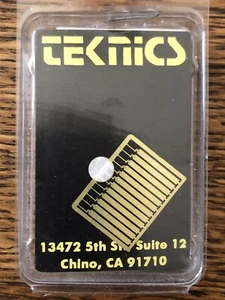 TEKNICS
13472 5th St. Suite 12
Chino, CA 91710